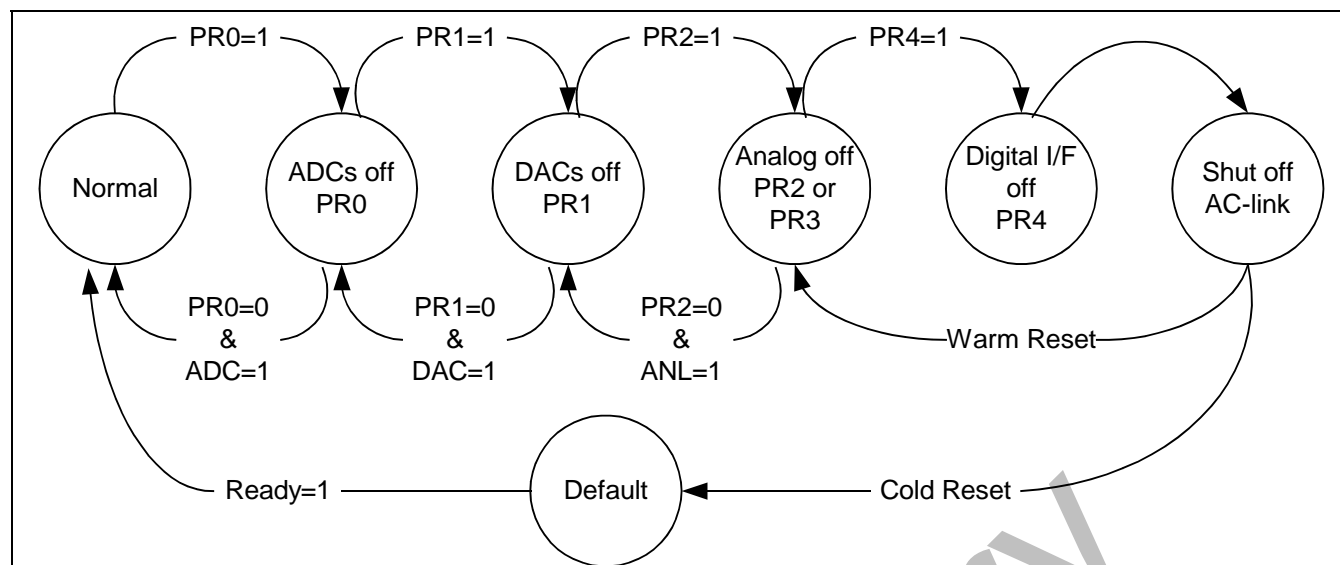 PR0=1
PR1=1
PR2=1
PR4=1
Normal
ADCs off
PR0
DACs off
PR1
Analog off
PR2 or
PR3
Digital I/F
off
PR4
Shut off
AC-link
PR0=0
&
ADC=1
PR1=0
&
DAC=1
PR2=0
&
ANL=1
Warm Reset
Ready=1
Default
Cold Reset